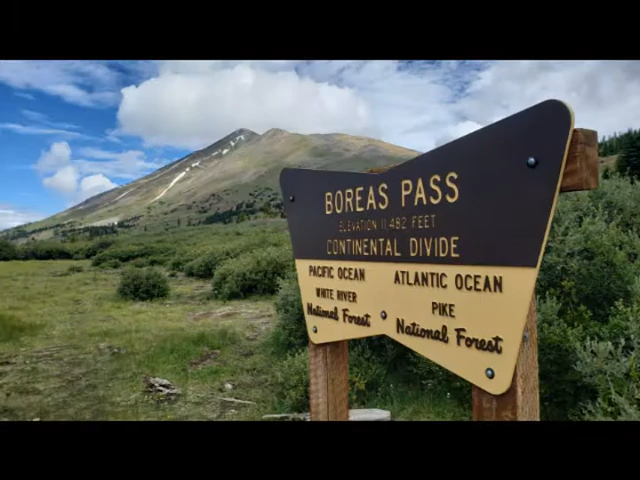 BOREAS PASS
ELEVATION 11,482 FEET
CONTINENTAL DIVIDE
PACIFIC OCEAN
WHITE RIVER
National Forest
ATLANTIC OCEAN
PIKE
National Forest